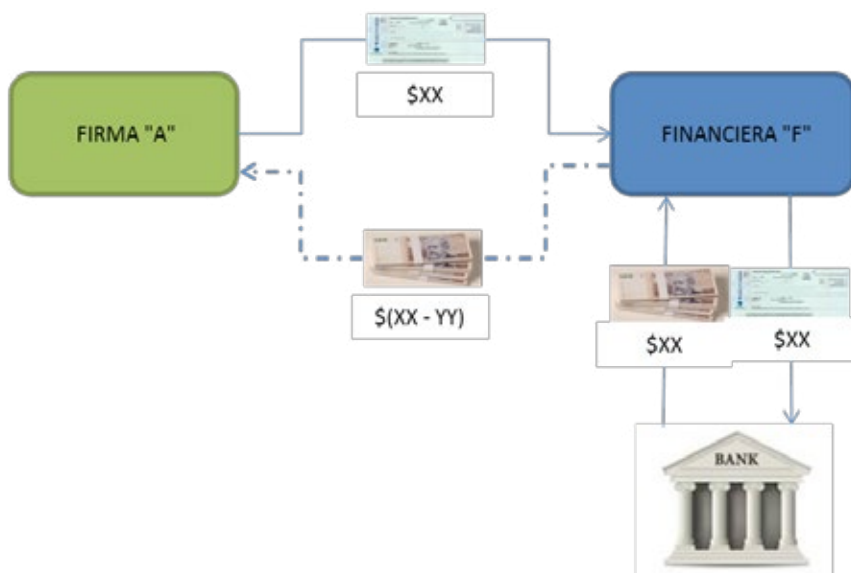 $XX
FIRMA "A"
FINANCIERA "F"
$(XX - YY)
$XX
$XX
BANK